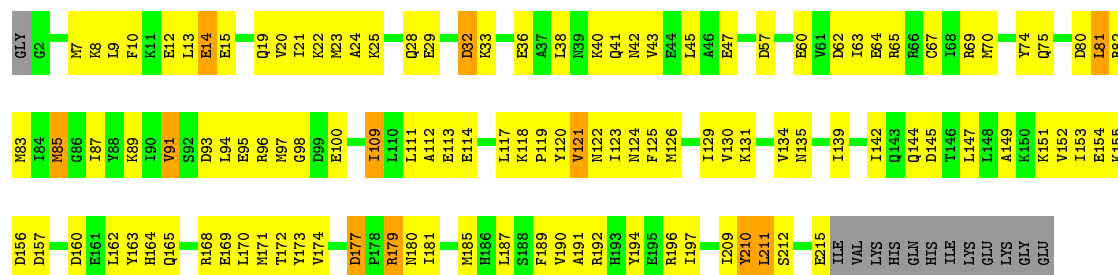 GLY G2 M7 K8 L9 F10 K11 E12 L13 E14 E15 Q19 V20 I21 K22 M23 A24 K25 Q28 E29 D32 K33 E36 A37 L38 N39 K40 Q41 N42 V43 E44 L45 A46 E47 D57 E60 V61 D62 I63 E64 R65 R66 C67 I68 R69 M70 Y74 Q75 D80 L81 R82
M83 I84 M85 G86 I87 Y88 K89 I90 V91 S92 D93 L94 E95 R96 M97 G98 D99 E100 I109 L110 L111 A112 E113 E114 L117 K118 P119 Y120 V121 N122 I123 N124 F125 M126 I129 V130 K131 V134 N135 I139 I142 Q143 Q144 D145 T146 L147 L148 A149 K150 K151 V152 I153 E154 K155
D156 D157 D160 E161 L162 Y163 H164 Q165 R168 E169 L170 M171 T172 Y173 V174 D177 P178 R179 N180 I181 M185 H186 L187 S188 F189 V190 A191 R192 H193 Y194 E195 R196 I197 I209 Y210 L211 S212 E215 ILE VAL LYS HIS GLN HIS ILE LYS GLU LYS GLY GLU